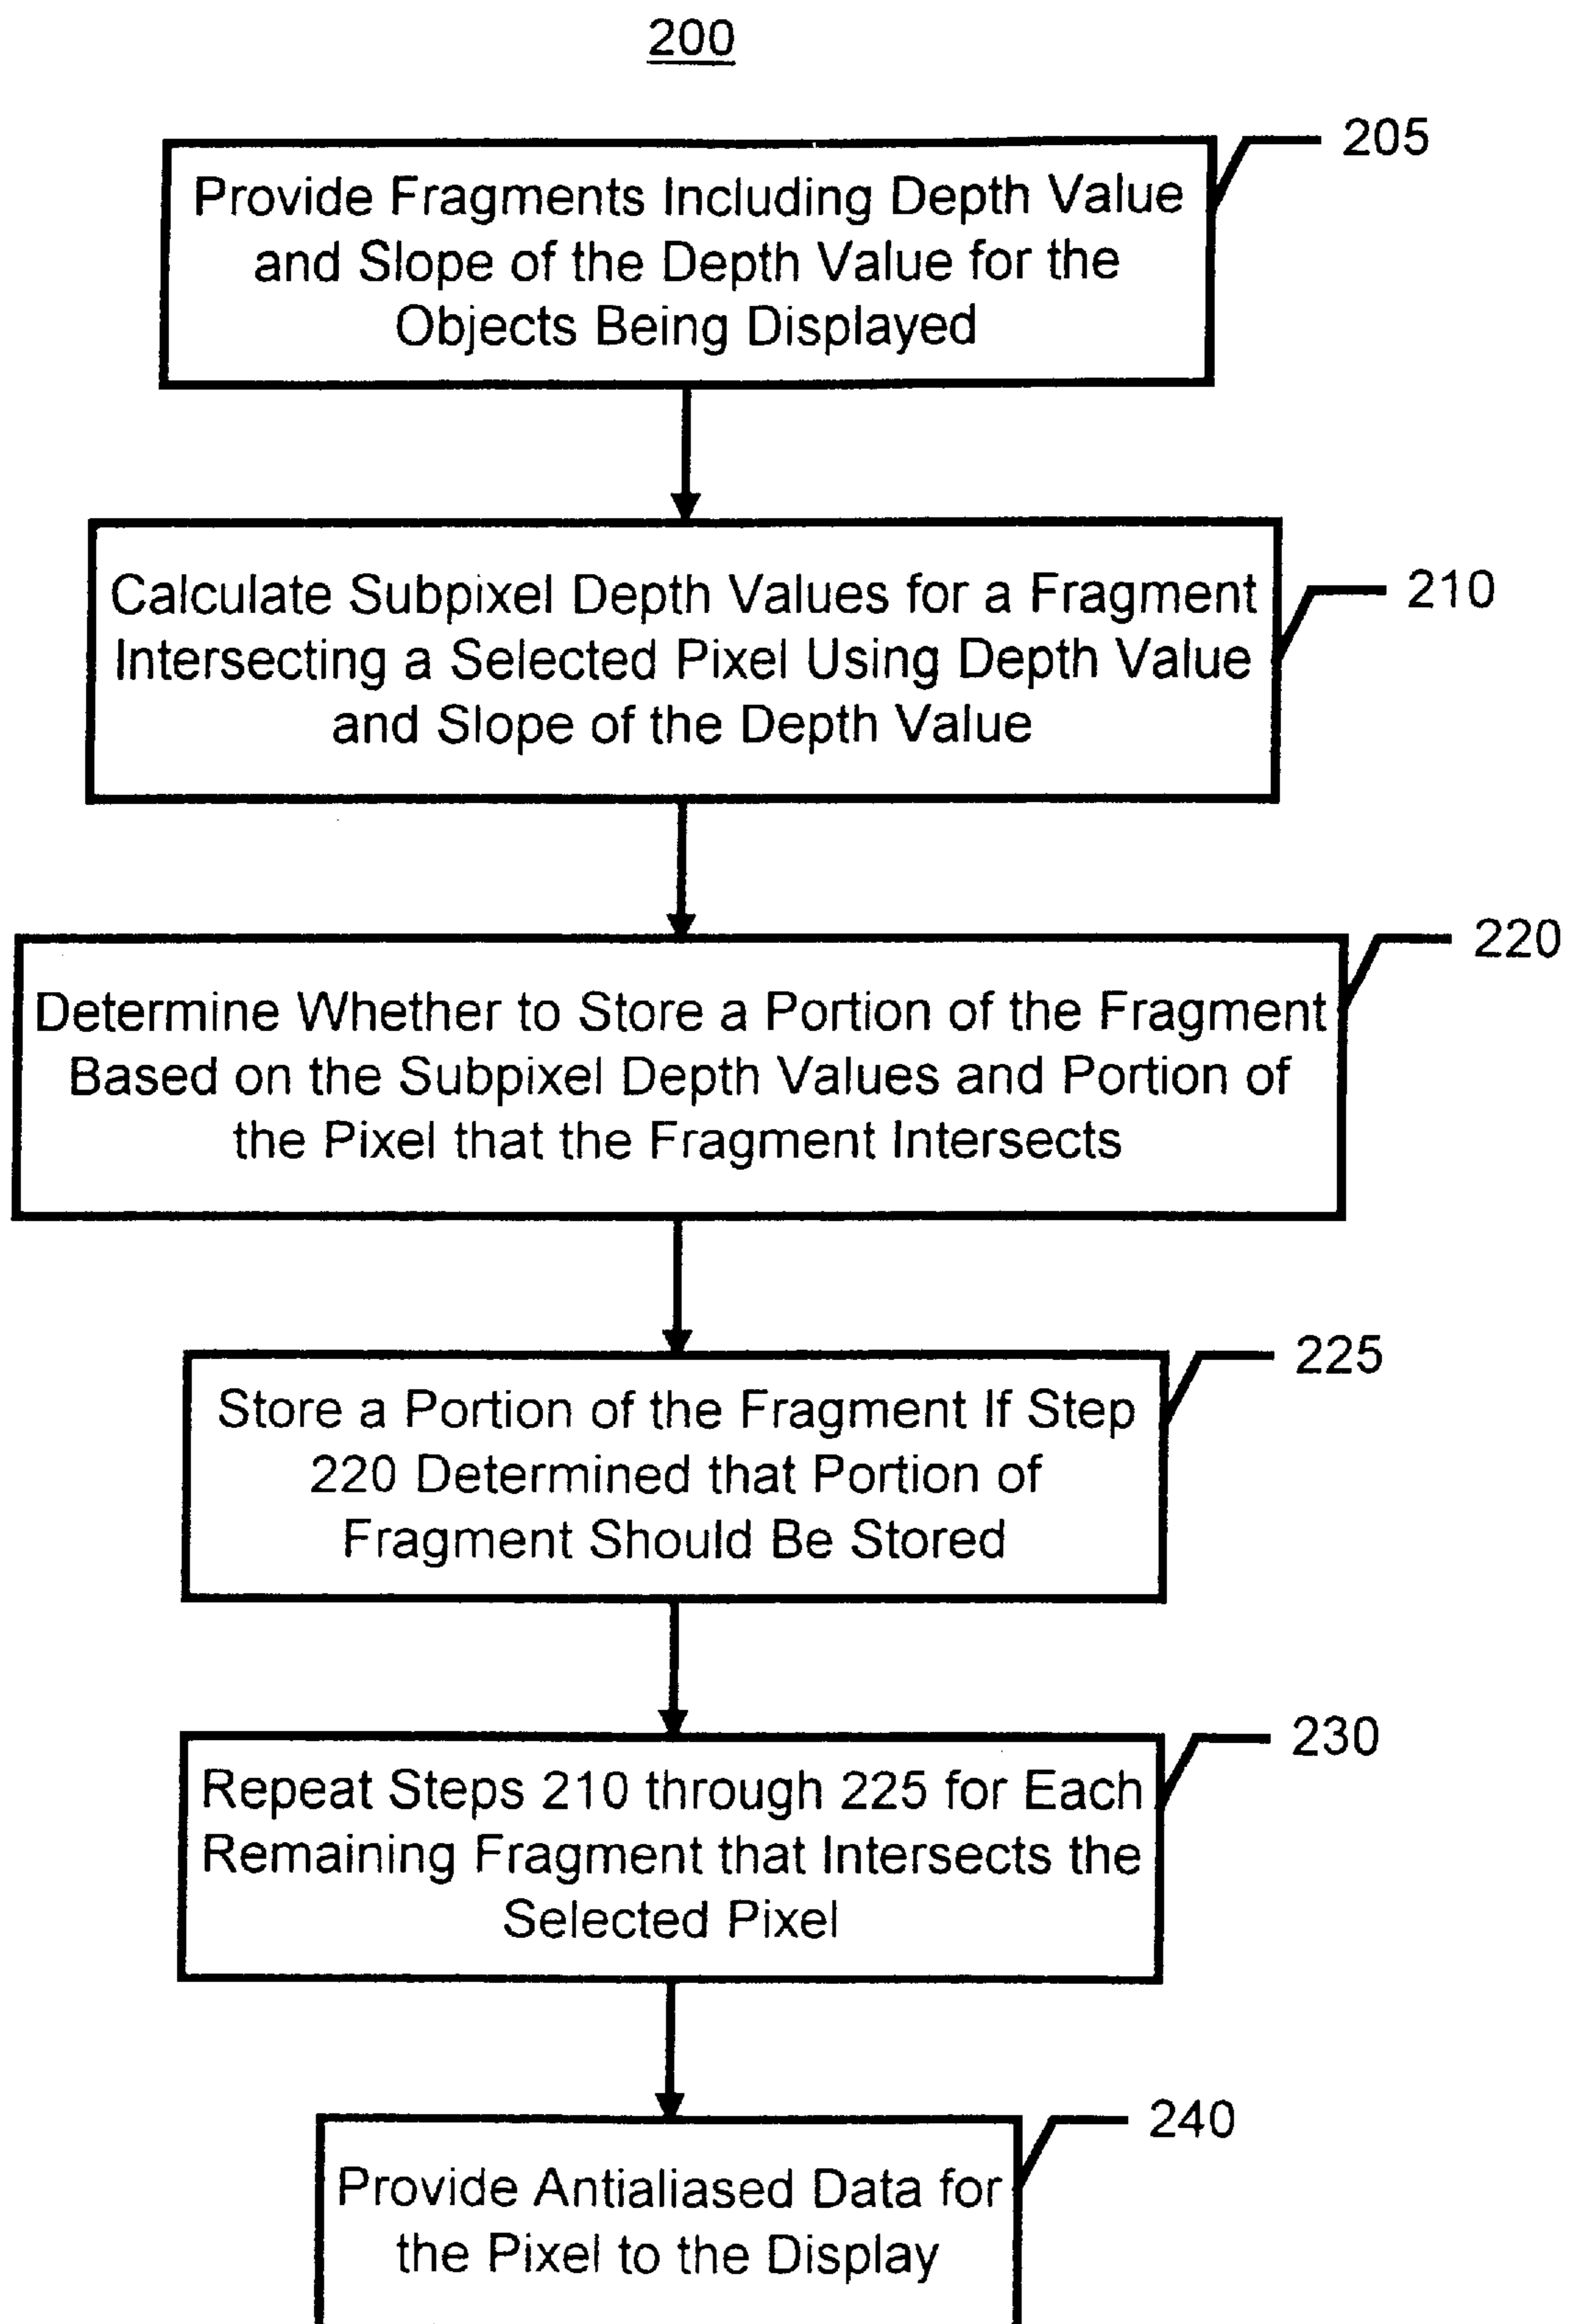 200
205
Provide Fragments Including Depth Value
and Slope of the Depth Value for the
Objects Being Displayed
210
Calculate Subpixel Depth Values for a Fragment
Intersecting a Selected Pixel Using Depth Value
and Slope of the Depth Value
220
Determine Whether to Store a Portion of the Fragment
Based on the Subpixel Depth Values and Portion of
the Pixel that the Fragment Intersects
225
Store a Portion of the Fragment If Step
220 Determined that Portion of
Fragment Should Be Stored
230
Repeat Steps 210 through 225 for Each
Remaining Fragment that Intersects the
Selected Pixel
240
Provide Antialiased Data for
the Pixel to the Display